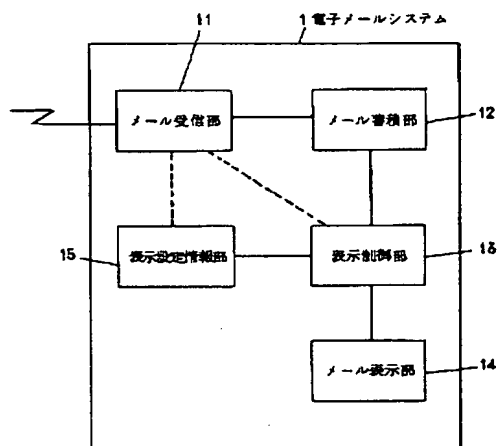 11
1 電子メールシステム
メール受信部
メール蓄積部
12
15
表示設定情報部
表示制御部
13
メール表示部
14